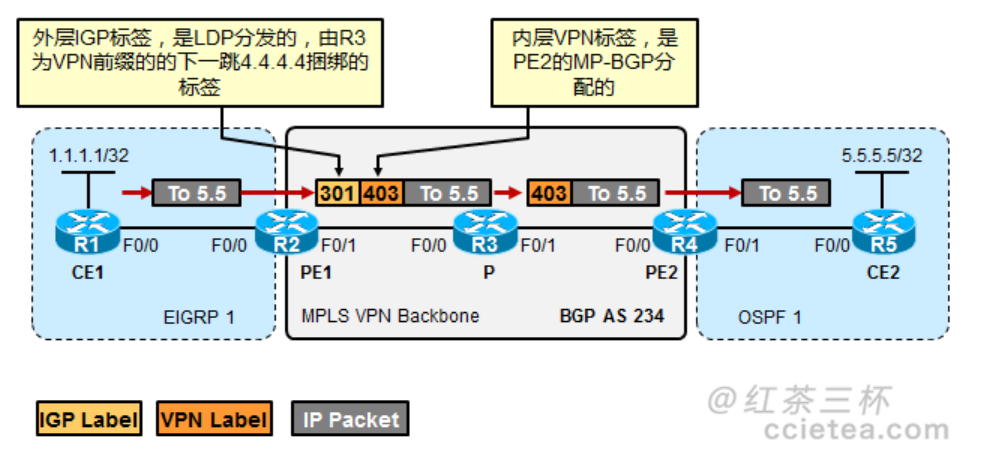 外层IGP标签，是LDP分发的，由R3
为VPN前缀的的下一跳4.4.4.4捆绑的
标签
内层VPN标签，是
PE2的MP-BGP分
配的
1.1.1.1/32
5.5.5.5/32
To 5.5
301 403 To 5.5
403 To 5.5
To 5.5
R1 F0/0 F0/0 R2 F0/1 F0/0 R3 F0/1 F0/0 R4 F0/1 F0/0 R5
CE1 PE1 P PE2 CE2
EIGRP 1 MPLS VPN Backbone BGP AS 234 OSPF 1
IGP Label VPN Label IP Packet
@红茶三杯
ccietea.com